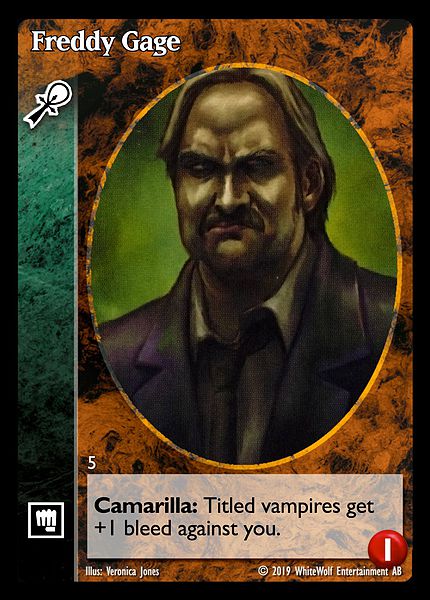 Freddy Gage
5
Camarilla: Titled vampires get
+1 bleed against you.
1
Illus: Veronica Jones © 2019 WhiteWolf Entertainment AB